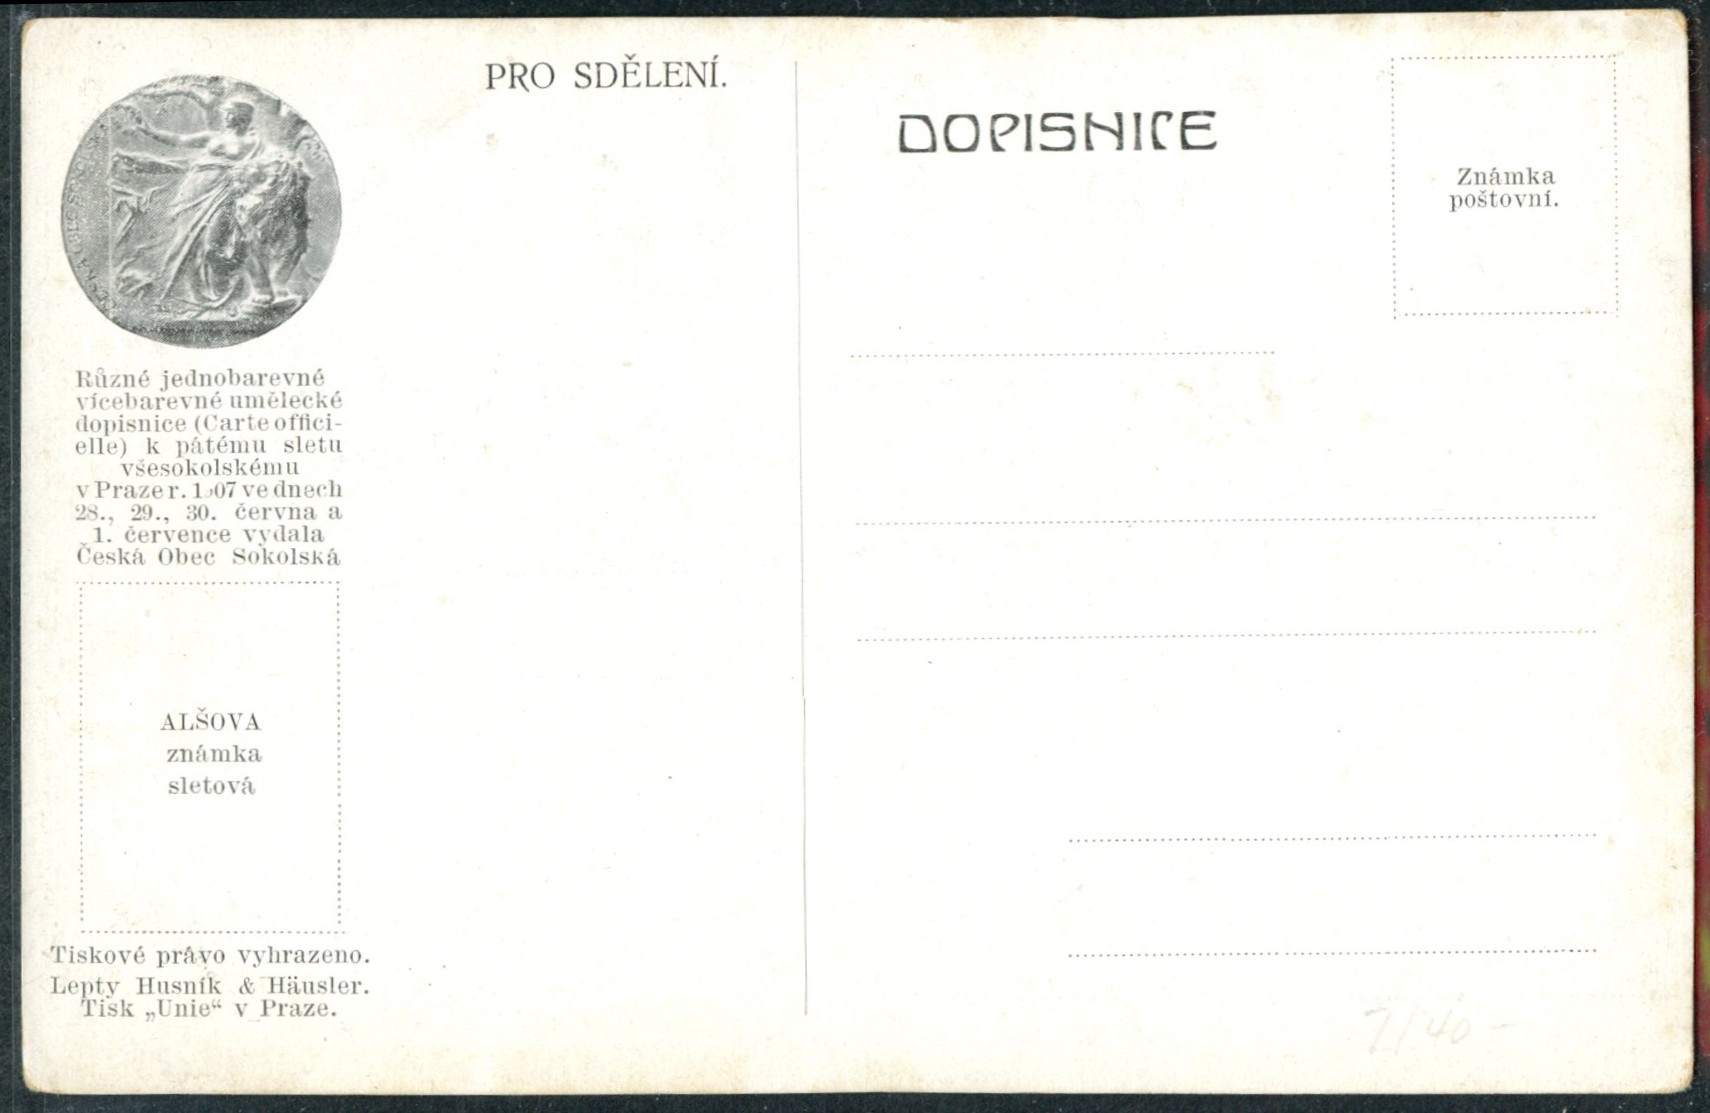 PRO SDĚLENÍ.
DOPISNICE
Známka
poštovní.
Různé jednobarevné
vícebarevné umělecké
dopisnice (Carte offici-
elle) k pátému sletu
všesokolskému
v Praze r. 1907 ve dnech
28., 29., 30. června a
1. července vydala
Česká Obec Sokolská
ALŠOVA
známka
sletová
Tiskové právo vyhrazeno.
Lepty Husník & Häusler.
Tisk „Unie“ v Praze.
7/40 -